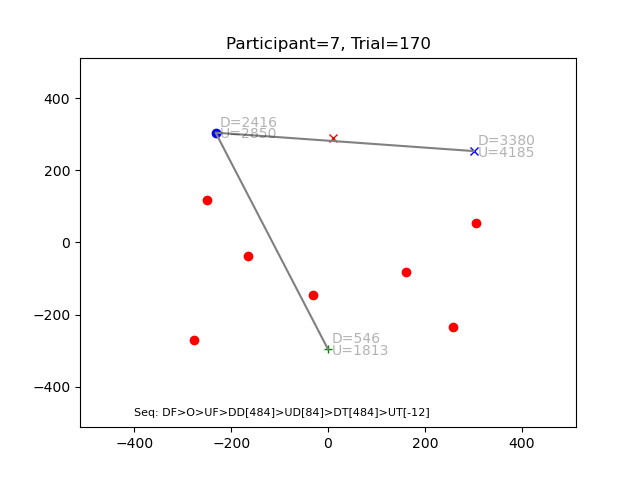 Participant=7, Trial=170
400
200
0
−200
−400
D=2416
U=2850
D=3380
U=4185
D=546
U=1813
Seq: DF>O>UF>DD[484]>UD[84]>DT[484]>UT[-12]
−400
−200
0
200
400